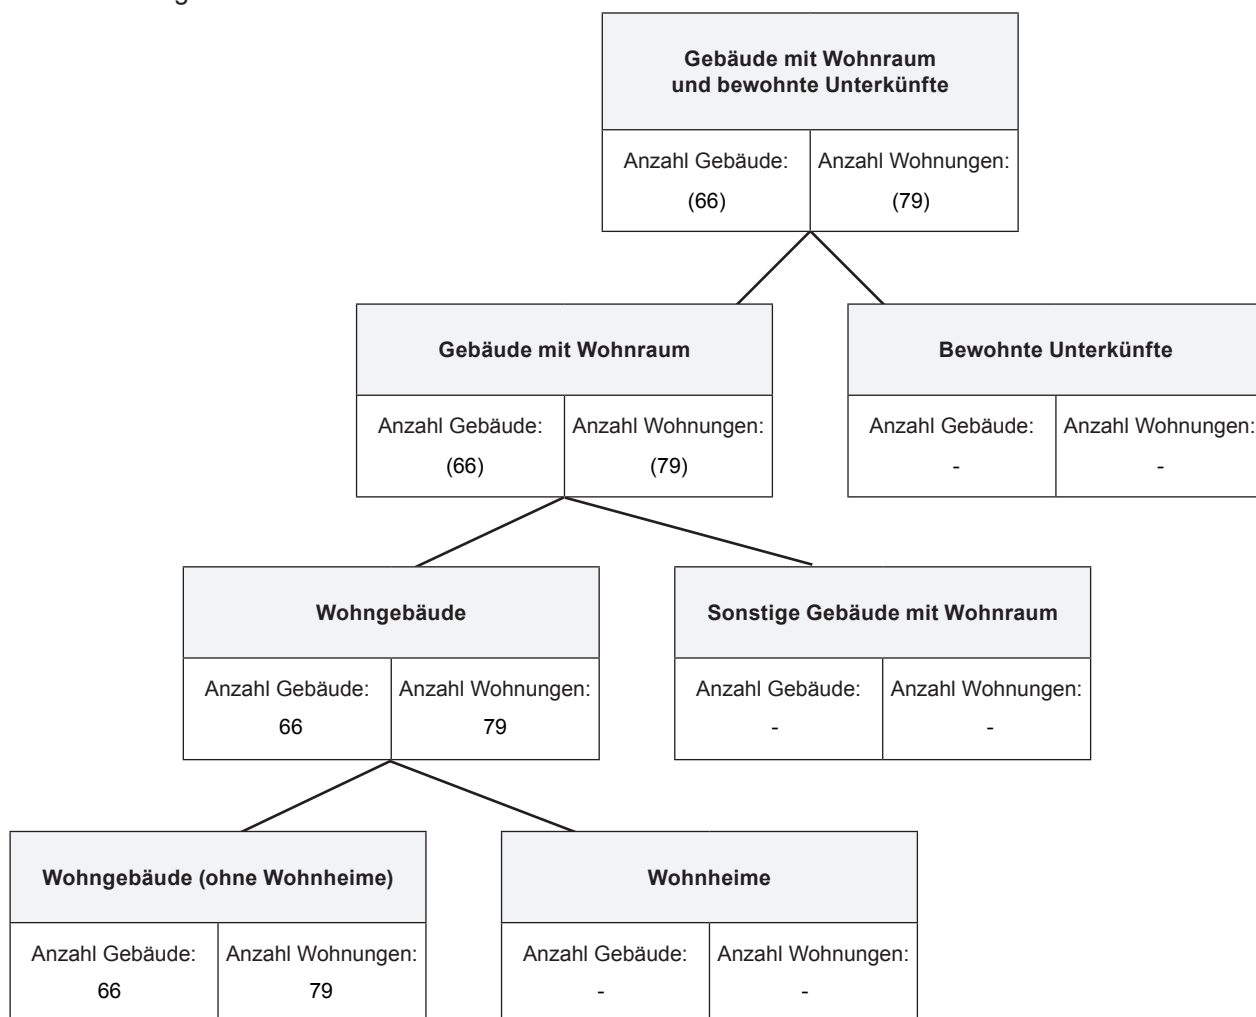 Gebäude mit Wohnraum
und bewohnte Unterkünfte
Anzahl Gebäude: Anzahl Wohnungen:
(66) (79)
Gebäude mit Wohnraum Bewohnte Unterkünfte
Anzahl Gebäude: Anzahl Wohnungen: Anzahl Gebäude: Anzahl Wohnungen:
(66) (79) - -
Wohngebäude Sonstige Gebäude mit Wohnraum
Anzahl Gebäude: Anzahl Wohnungen: Anzahl Gebäude: Anzahl Wohnungen:
66 79 - -
Wohngebäude (ohne Wohnheime) Wohnheime
Anzahl Gebäude: Anzahl Wohnungen: Anzahl Gebäude: Anzahl Wohnungen:
66 79 - -